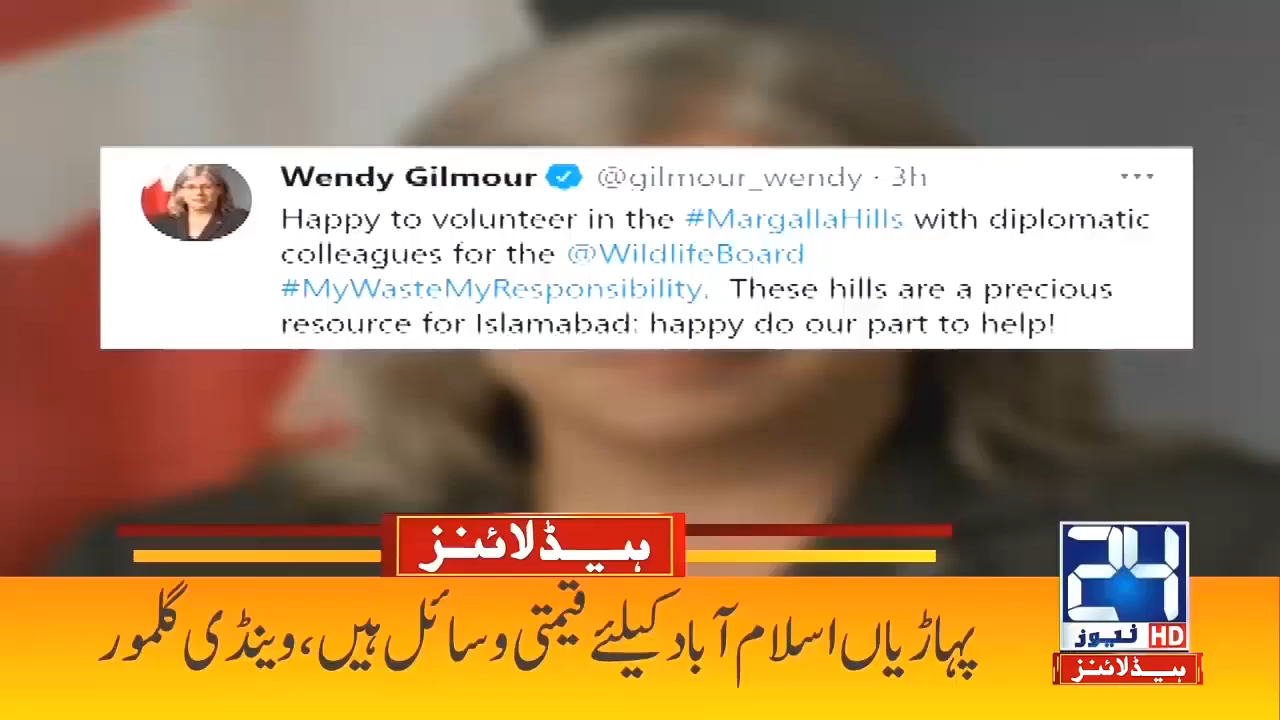 Wendy Gilmour @gilmour_wendy · 3h
Happy to volunteer in the #MargallaHills with diplomatic
colleagues for the @WildlifeBoard
#MyWasteMyResponsibility. These hills are a precious
resource for Islamabad; happy do our part to help!
ہیڈلائنز
پہاڑیاں اسلام آباد کیلئے قیمتی وسائل ہیں، وینڈی گلمور
24
نیوز HD
ہیڈلائنز